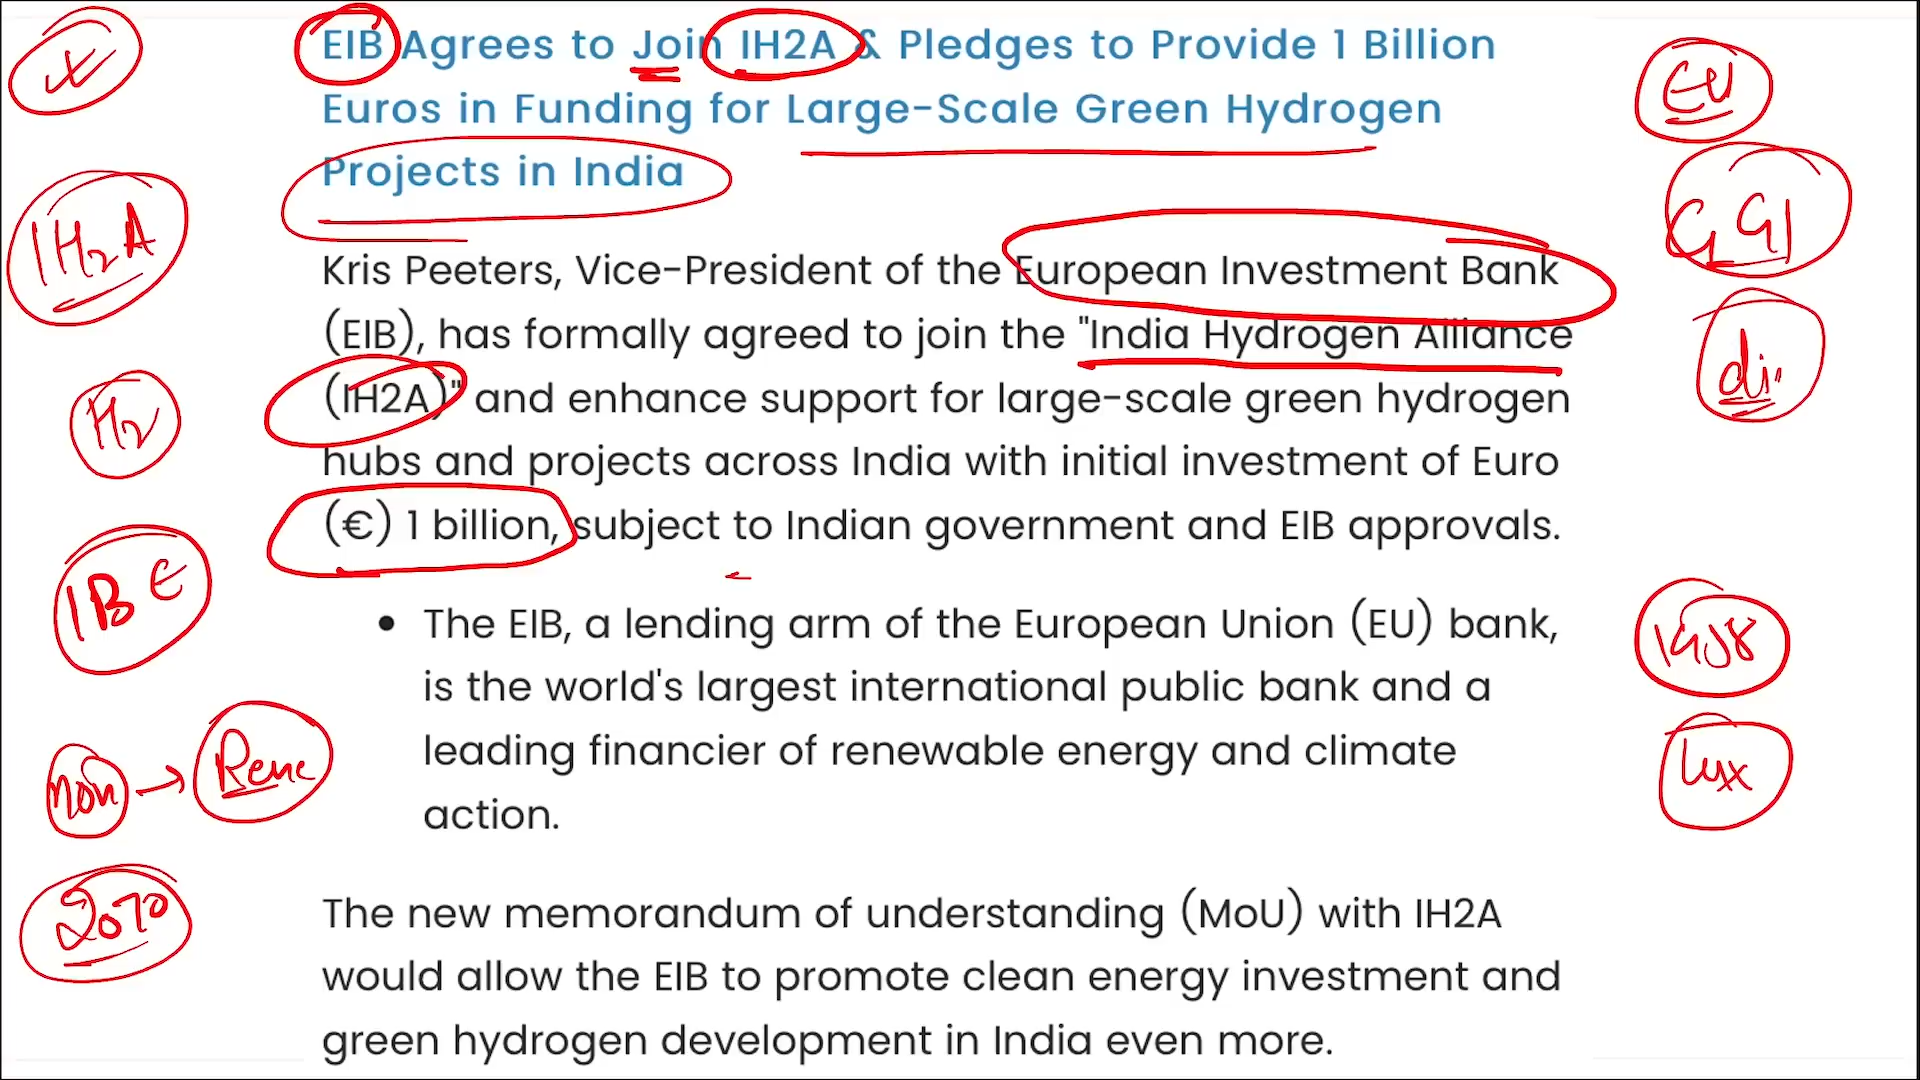 EIB Agrees to Join IH2A & Pledges to Provide 1 Billion
Euros in Funding for Large-Scale Green Hydrogen
Projects in India
Kris Peeters, Vice-President of the European Investment Bank
(EIB), has formally agreed to join the "India Hydrogen Alliance
(IH2A)" and enhance support for large-scale green hydrogen
hubs and projects across India with initial investment of Euro
(€) 1 billion, subject to Indian government and EIB approvals.
• The EIB, a lending arm of the European Union (EU) bank,
is the world's largest international public bank and a
leading financier of renewable energy and climate
action.
The new memorandum of understanding (MoU) with IH2A
would allow the EIB to promote clean energy investment and
green hydrogen development in India even more.
IH2A
H2
1B €
non → Rene
2070
EU
1958
lux